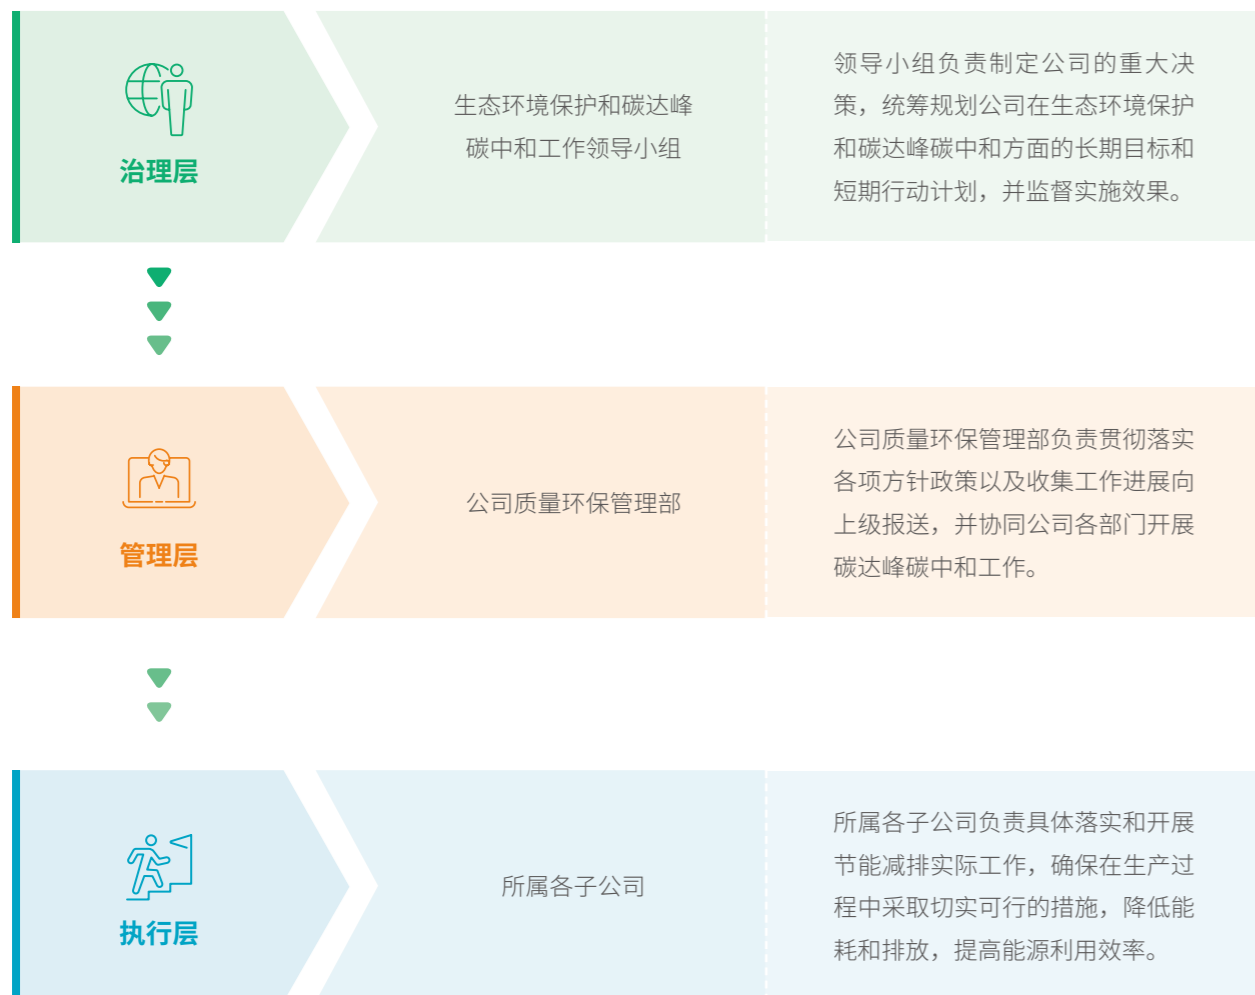 治理层
生态环境保护和碳达峰
碳中和工作领导小组
领导小组负责制定公司的重大决
策，统筹规划公司在生态环境保护
和碳达峰碳中和方面的长期目标和
短期行动计划，并监督实施效果。
管理层
公司质量环保管理部
公司质量环保管理部负责贯彻落实
各项方针政策以及收集工作进展向
上级报送，并协同公司各部门开展
碳达峰碳中和工作。
执行层
所属各子公司
所属各子公司负责具体落实和开展
节能减排实际工作，确保在生产过
程中采取切实可行的措施，降低能
耗和排放，提高能源利用效率。